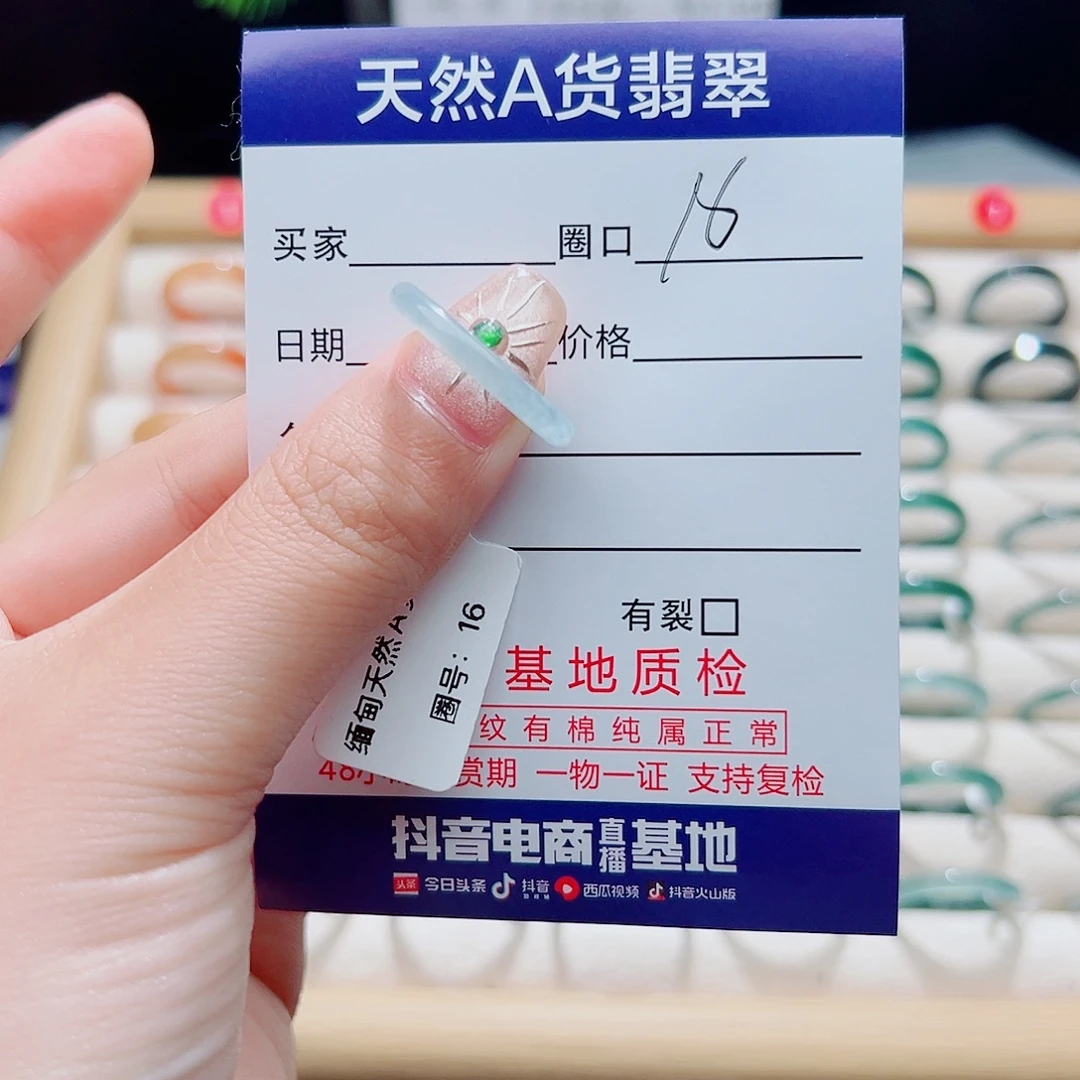 天然A货翡翠
买家 圈口 16
日期 价格
有裂
基地质检
纹有棉纯属正常
赏期 一物一证 支持复检
缅甸天然A
圈号：16
抖音电商直播基地
头条 今日头条 抖音 西瓜视频 抖音火山版